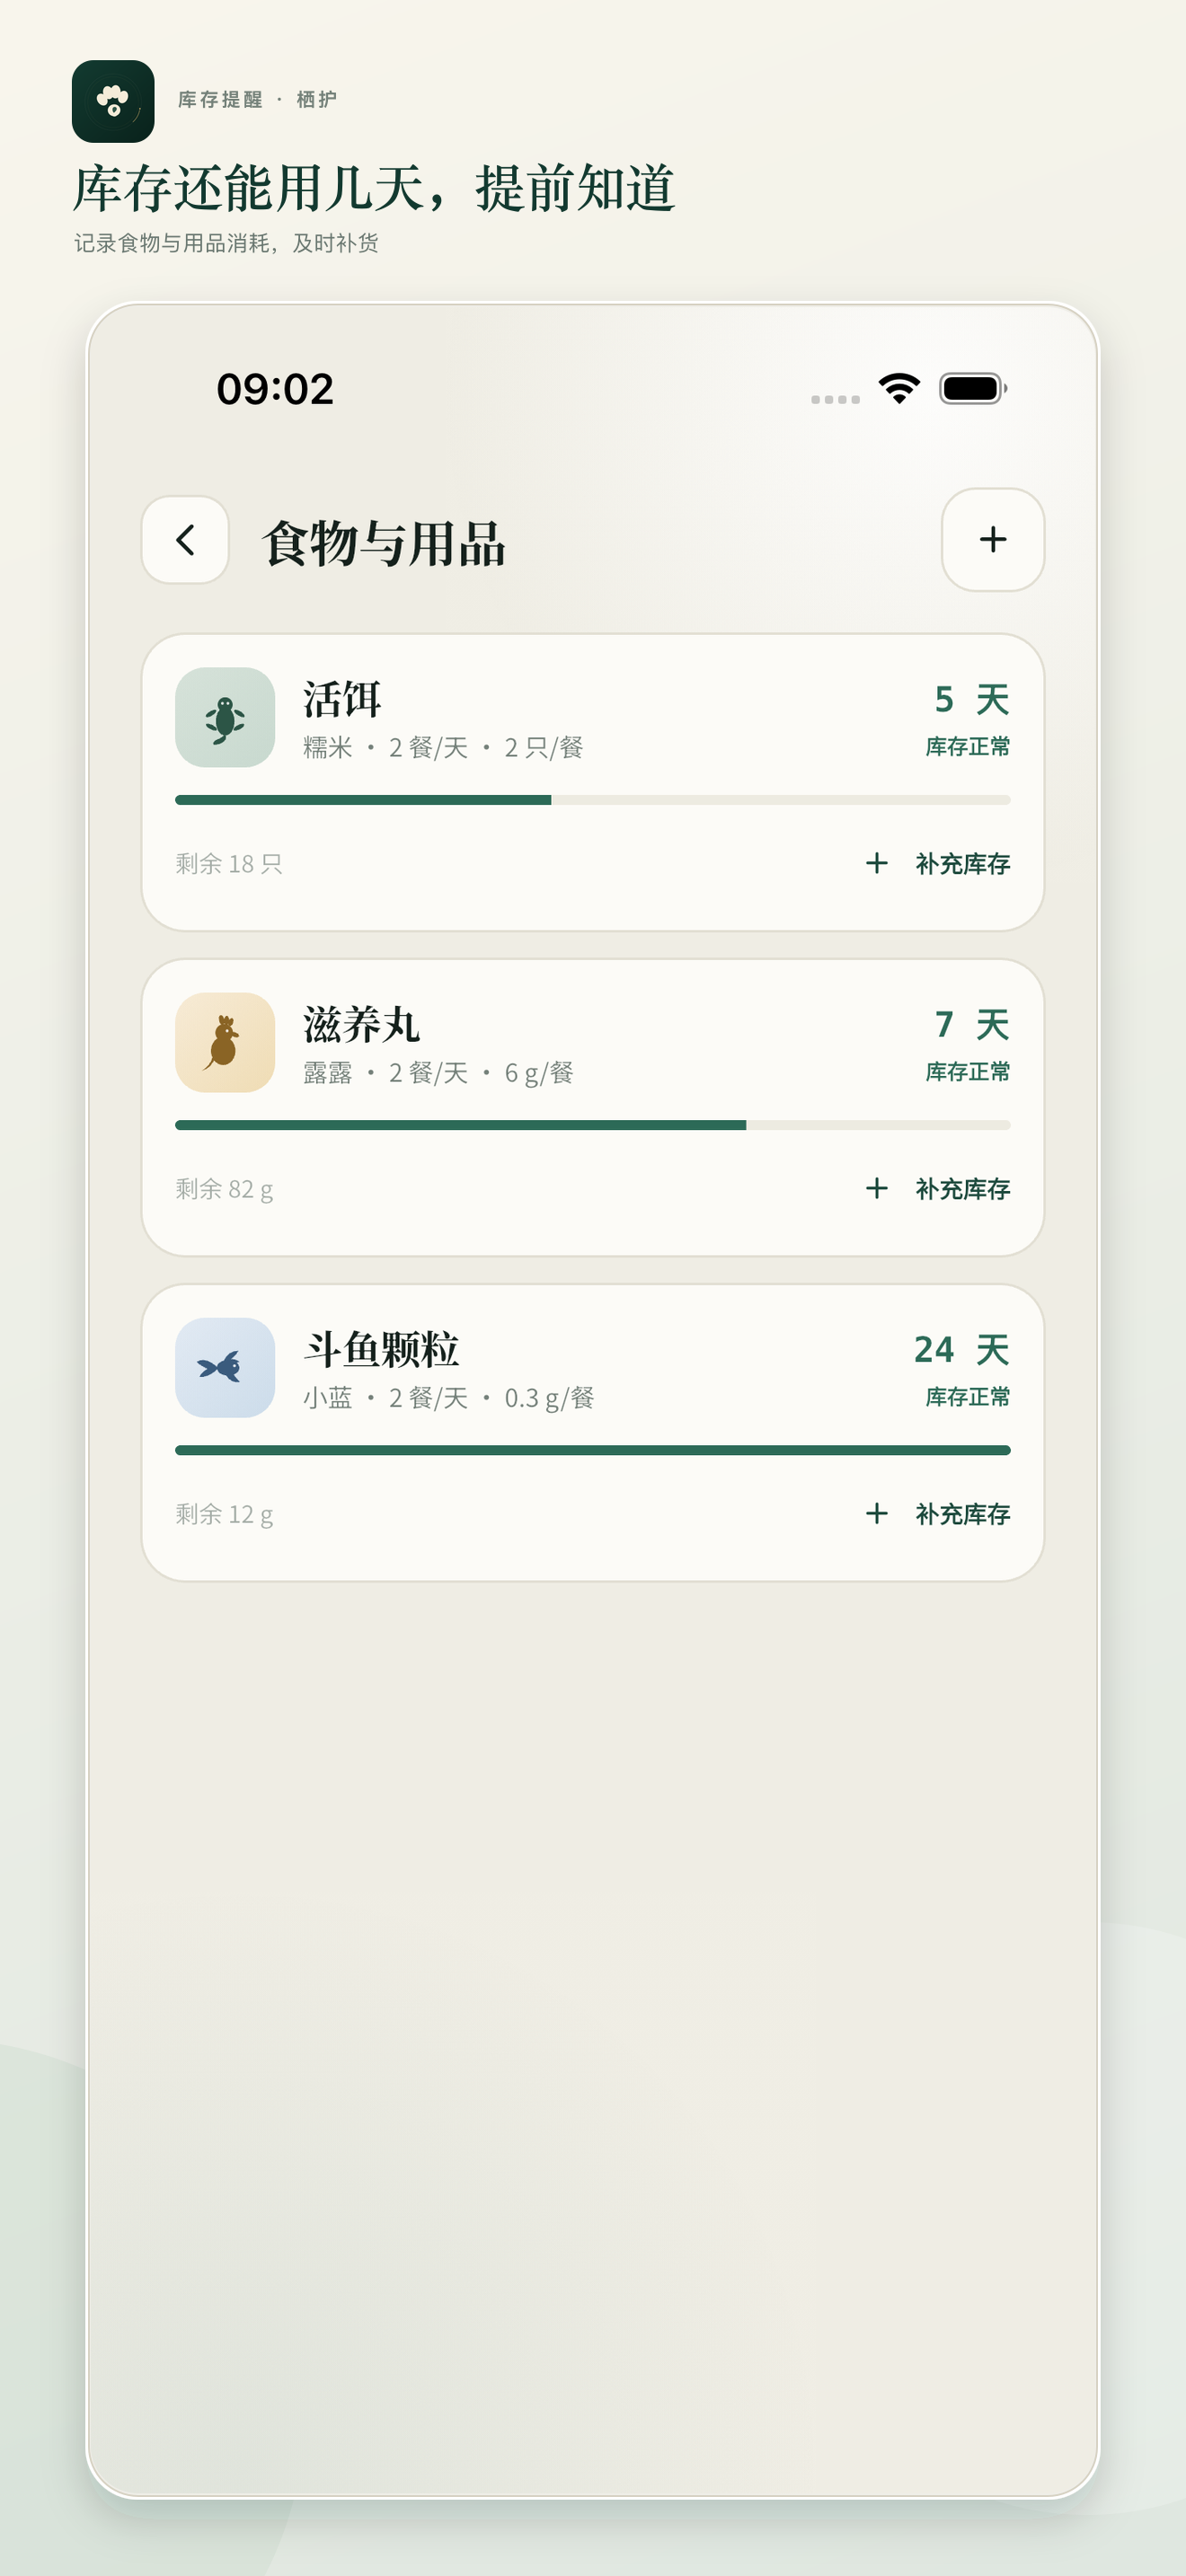 库存提醒 · 栖护
库存还能用几天，提前知道
记录食物与用品消耗，及时补货
09:02
食物与用品
活饵
5 天
糯米 · 2 餐/天 · 2 只/餐
库存正常
剩余 18 只
+ 补充库存
滋养丸
7 天
露露 · 2 餐/天 · 6 g/餐
库存正常
剩余 82 g
+ 补充库存
斗鱼颗粒
24 天
小蓝 · 2 餐/天 · 0.3 g/餐
库存正常
剩余 12 g
+ 补充库存